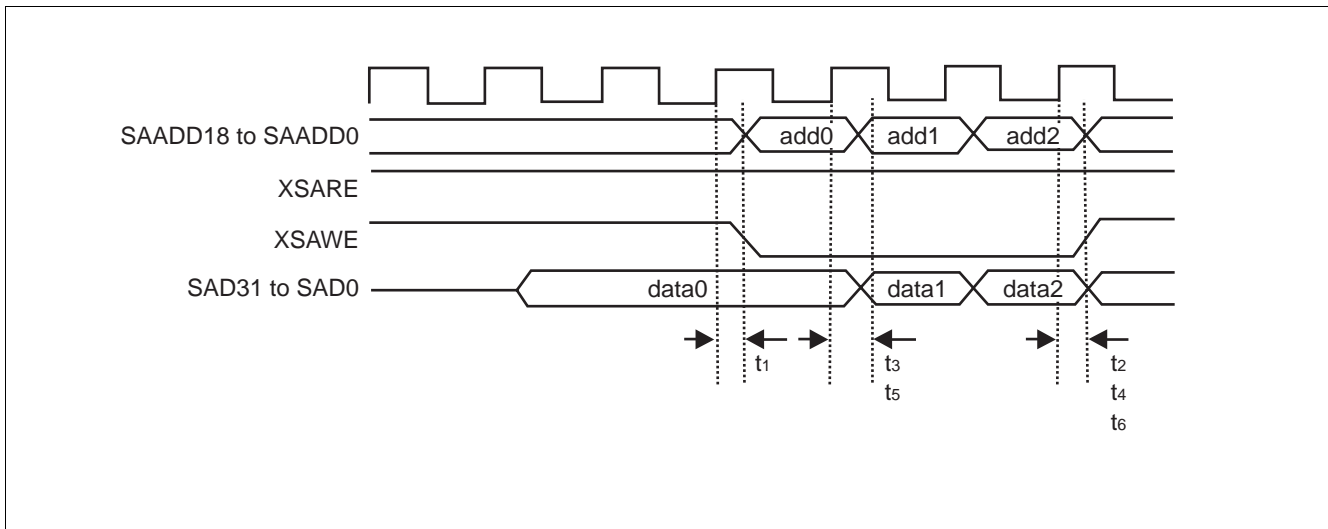 SAADD18 to SAADD0
add0 add1 add2
XSARE
XSAWE
SAD31 to SAD0
data0 data1 data2
t1 t3 t2
t5 t4
t6